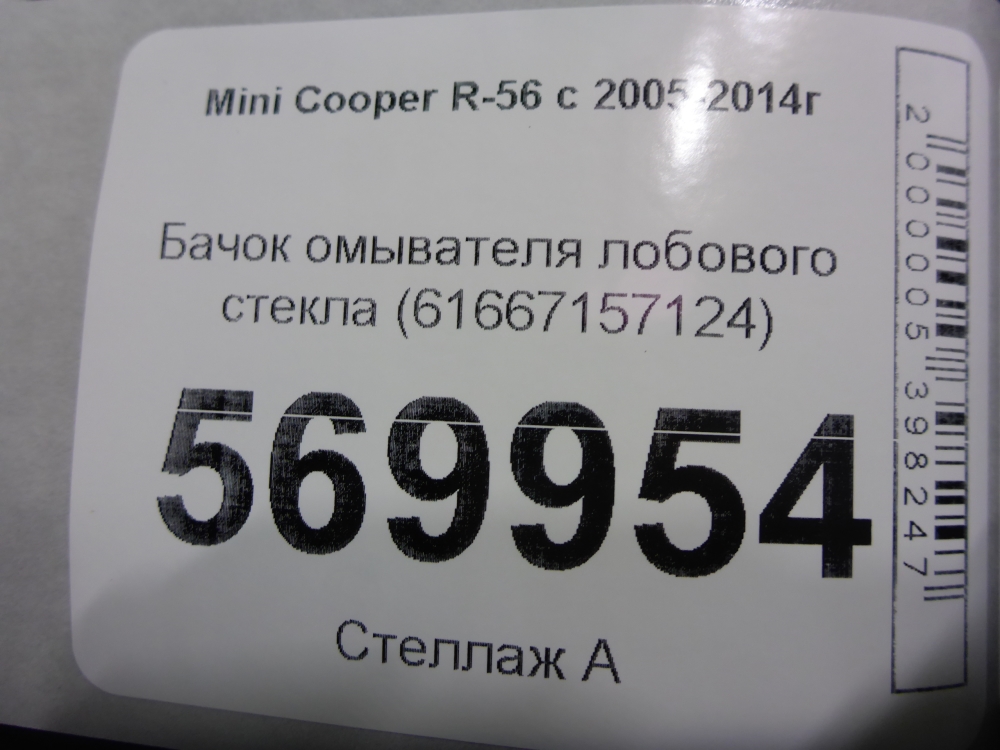 Mini Cooper R-56 с 2005-2014г
Бачок омывателя лобового
стекла (61667157124)
569954
Стеллаж А
2000005398247